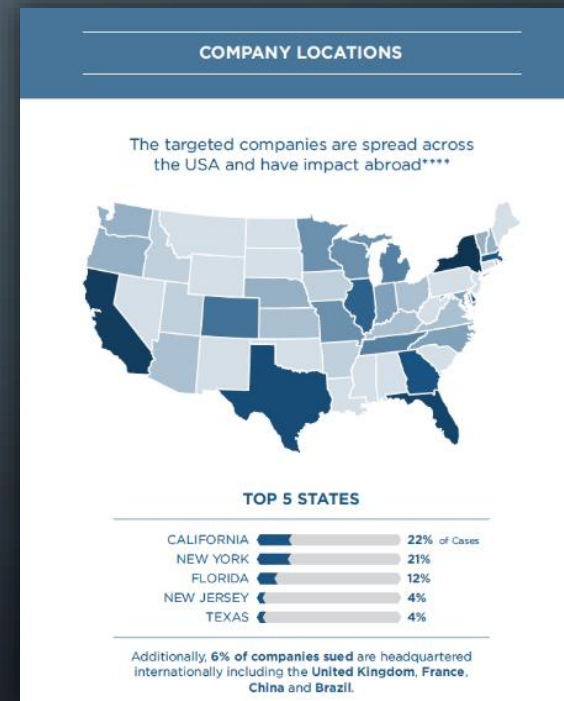 COMPANY LOCATIONS
The targeted companies are spread across
the USA and have impact abroad****
TOP 5 STATES
CALIFORNIA 22% of Cases
NEW YORK 21%
FLORIDA 12%
NEW JERSEY 4%
TEXAS 4%
Additionally, 6% of companies sued are headquartered
internationally including the United Kingdom, France,
China and Brazil.